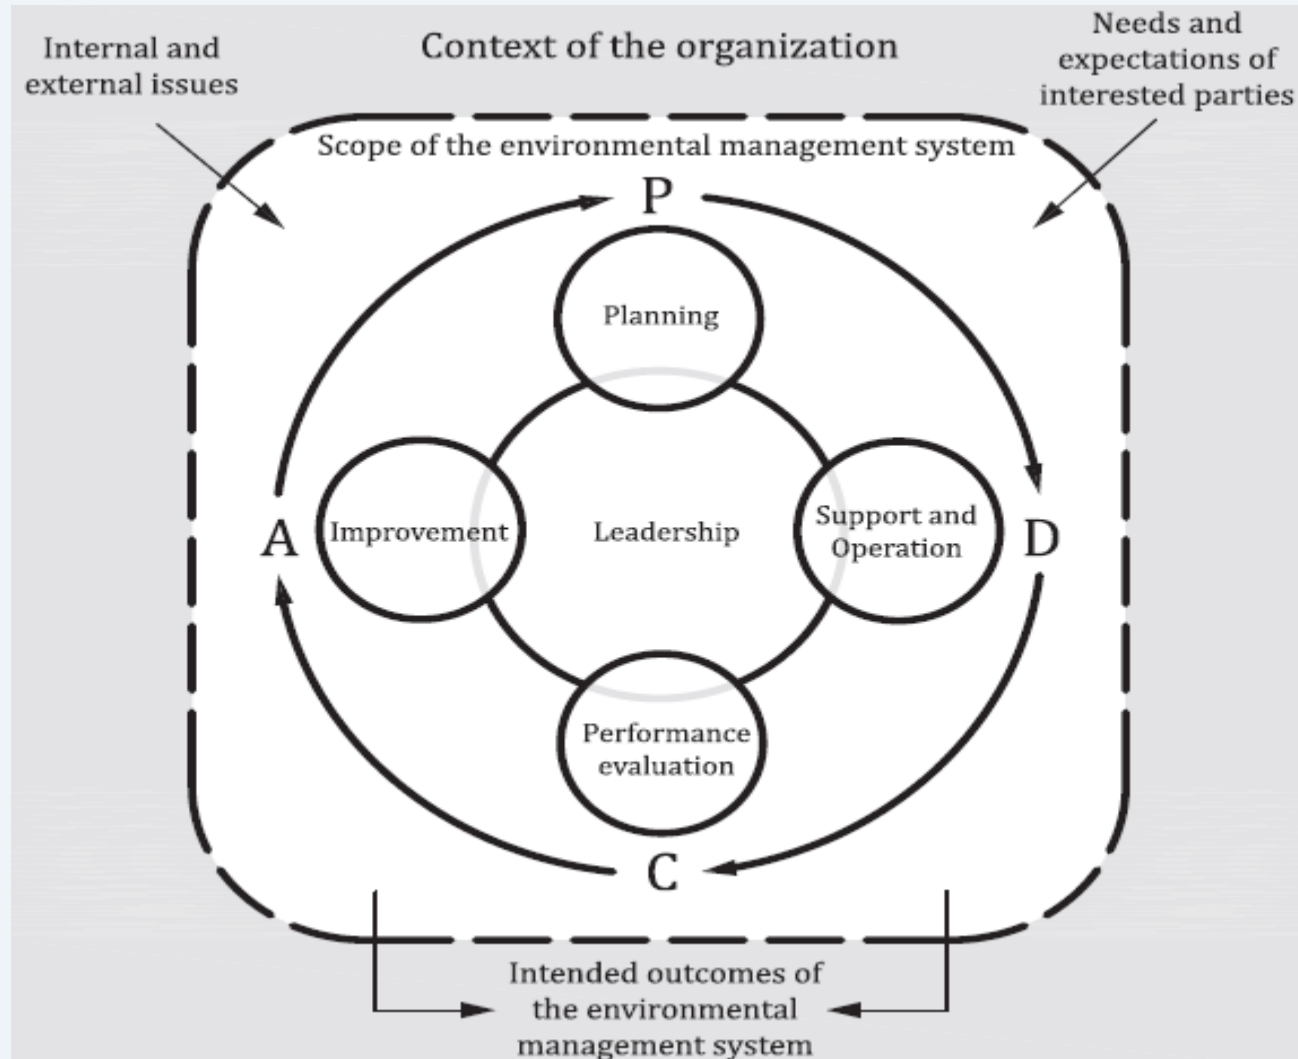 Internal and
external issues
Context of the organization
Needs and
expectations of
interested parties
Scope of the environmental management system
P
Planning
A
Improvement
Leadership
Support and
Operation
D
Performance
evaluation
C
Intended outcomes of
the environmental
management system